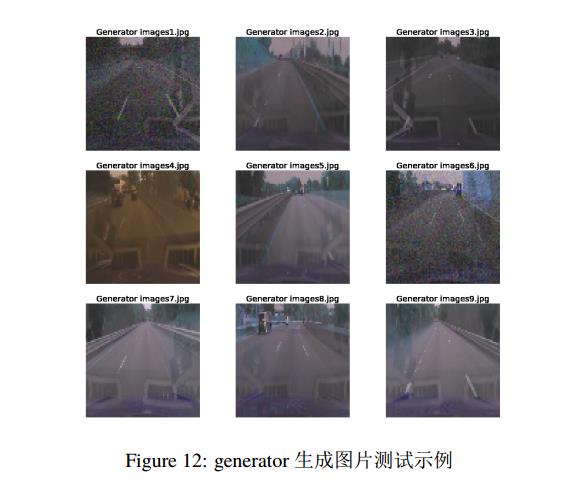 Generator images1.jpg
Generator images2.jpg
Generator images3.jpg
Generator images4.jpg
Generator images5.jpg
Generator images6.jpg
Generator images7.jpg
Generator images8.jpg
Generator images9.jpg
Figure 12: generator 生成图片测试示例